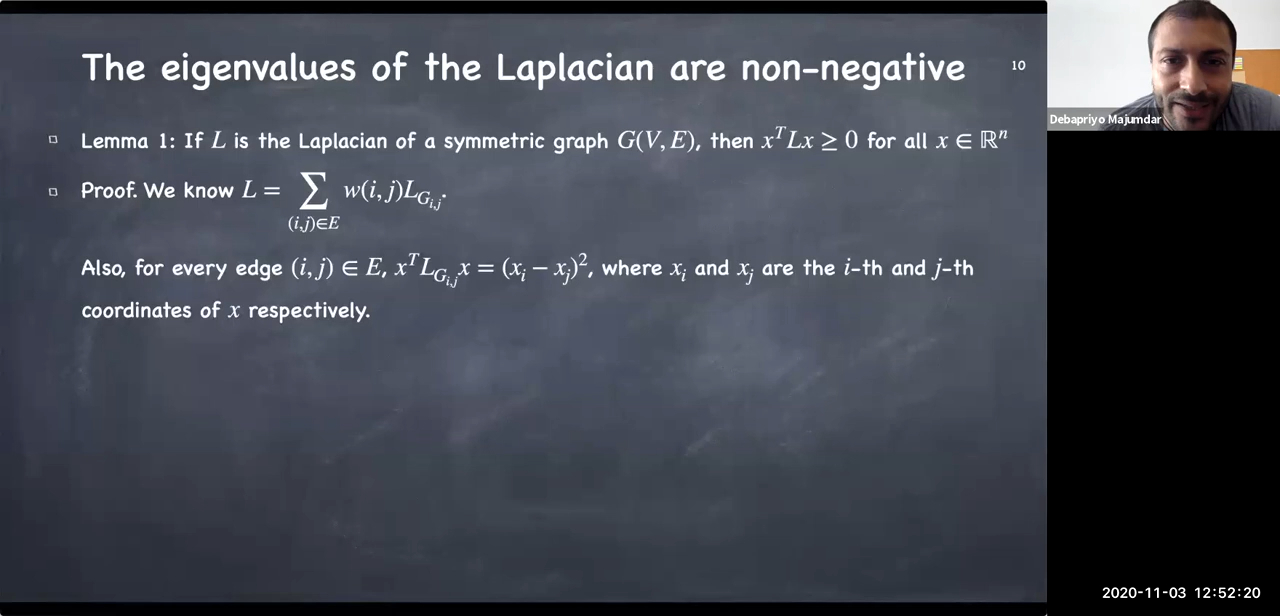 The eigenvalues of the Laplacian are non-negative
10
Lemma 1: If L is the Laplacian of a symmetric graph G(V, E), then x^T Lx ≥ 0 for all x ∈ ℝ^n
Proof. We know L = ∑_{(i,j)∈E} w(i, j)L_{G_{i,j}}.
Also, for every edge (i, j) ∈ E, x^T L_{G_{i,j}} x = (x_i − x_j)^2, where x_i and x_j are the i-th and j-th
coordinates of x respectively.
Debapriyo Majumdar
2020-11-03 12:52:20